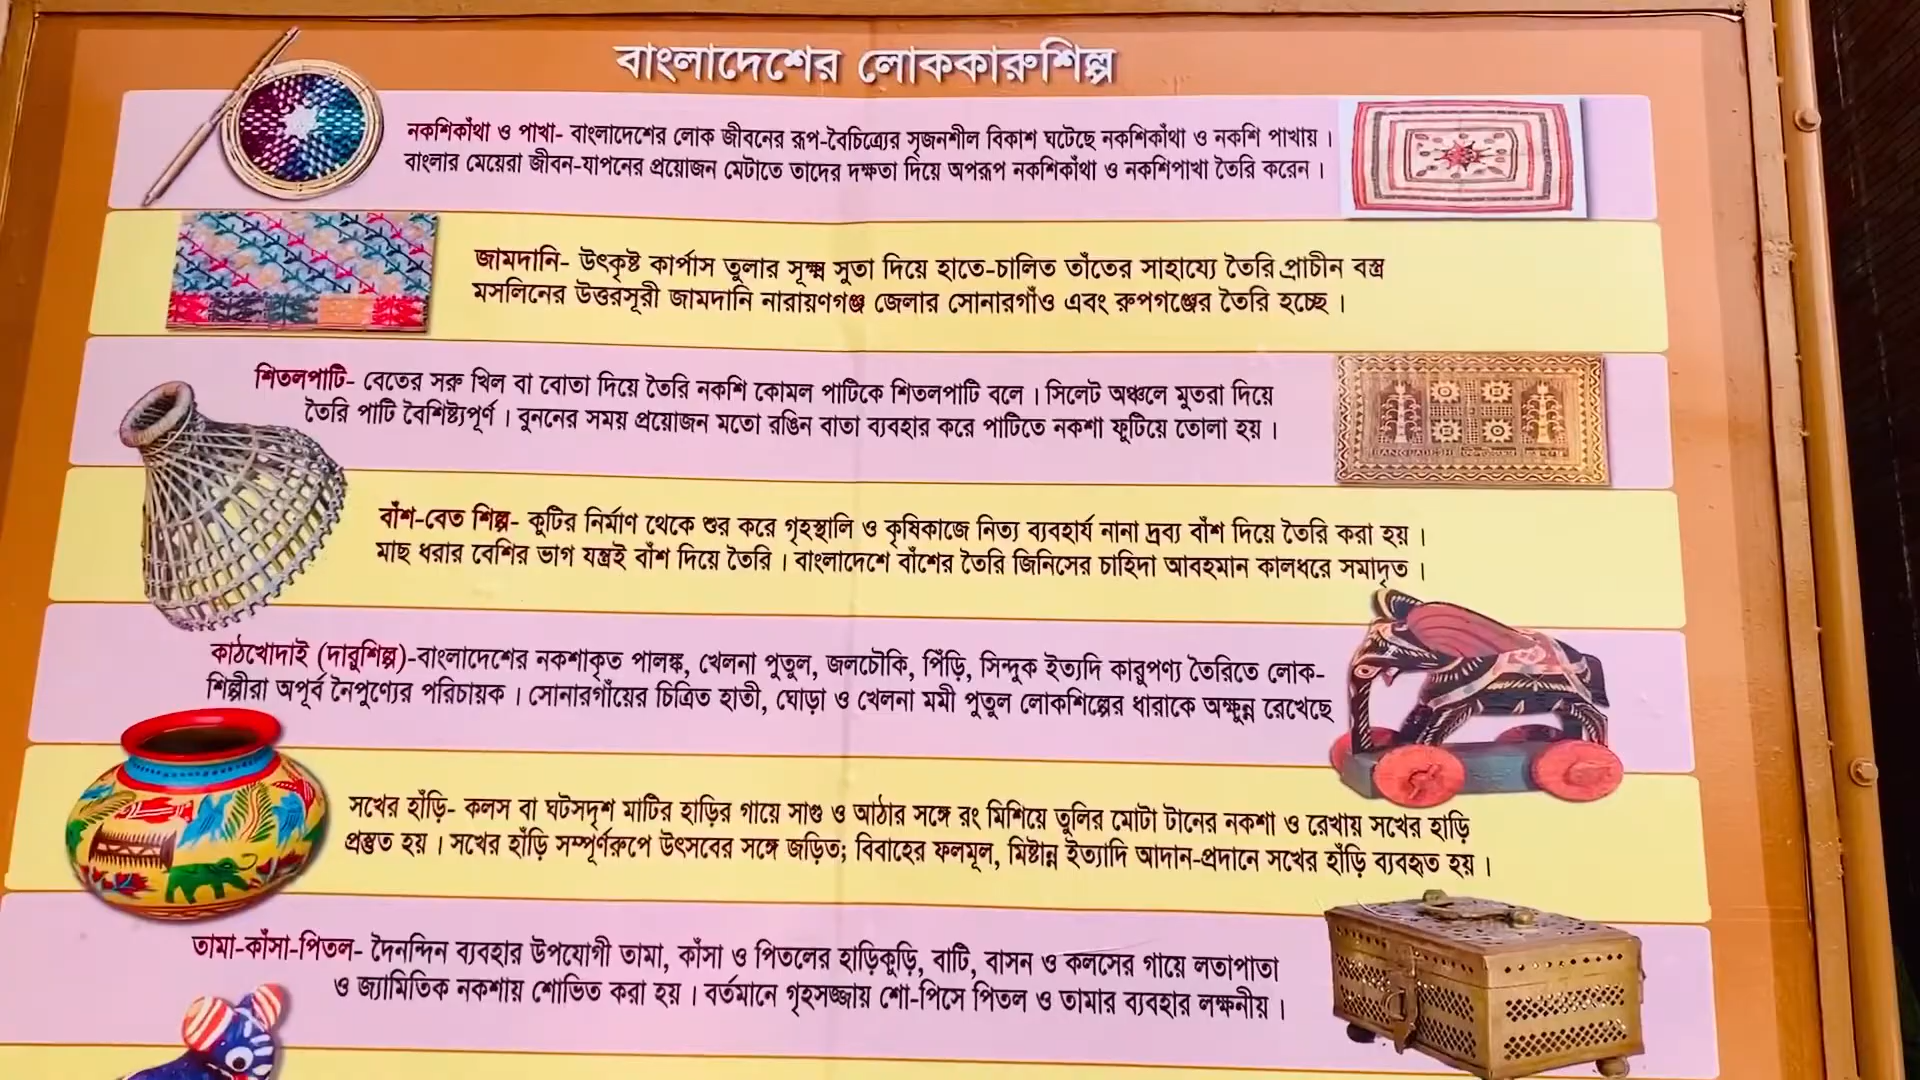 বাংলাদেশের লোককারুশিল্প
নকশিকাঁথা ও পাখা- বাংলাদেশের লোক জীবনের রূপ-বৈচিত্র্যের সৃজনশীল বিকাশ ঘটেছে নকশিকাঁথা ও নকশি পাখায়।
বাংলার মেয়েরা জীবন-যাপনের প্রয়োজন মেটাতে তাদের দক্ষতা দিয়ে অপরূপ নকশিকাঁথা ও নকশিপাখা তৈরি করেন।
জামদানি- উৎকৃষ্ট কার্পাস তুলার সূক্ষ্ম সুতা দিয়ে হাতে-চালিত তাঁতের সাহায্যে তৈরি প্রাচীন বস্ত্র
মসলিনের উত্তরসূরী জামদানি নারায়ণগঞ্জ জেলার সোনারগাঁও এবং রুপগঞ্জের তৈরি হচ্ছে।
শিতলপাটি- বেতের সরু খিল বা বোতা দিয়ে তৈরি নকশি কোমল পাটিকে শিতলপাটি বলে। সিলেট অঞ্চলে মুতরা দিয়ে
তৈরি পাটি বৈশিষ্ট্যপূর্ণ। বুননের সময় প্রয়োজন মতো রঙিন বাতা ব্যবহার করে পাটিতে নকশা ফুটিয়ে তোলা হয়।
BANGLADESH
বাঁশ-বেত শিল্প- কুটির নির্মাণ থেকে শুর করে গৃহস্থালি ও কৃষিকাজে নিত্য ব্যবহার্য নানা দ্রব্য বাঁশ দিয়ে তৈরি করা হয়।
মাছ ধরার বেশির ভাগ যন্ত্রই বাঁশ দিয়ে তৈরি। বাংলাদেশে বাঁশের তৈরি জিনিসের চাহিদা আবহমান কালধরে সমাদৃত।
কাঠখোদাই (দারুশিল্প)-বাংলাদেশের নকশাকৃত পালঙ্ক, খেলনা পুতুল, জলচৌকি, পিঁড়ি, সিন্দুক ইত্যাদি কারুপণ্য তৈরিতে লোক-
শিল্পীরা অপূর্ব নৈপুণ্যের পরিচায়ক। সোনারগাঁয়ের চিত্রিত হাতী, ঘোড়া ও খেলনা মমী পুতুল লোকশিল্পের ধারাকে অক্ষুন্ন রেখেছে
সখের হাঁড়ি- কলস বা ঘটসদৃশ মাটির হাড়ির গায়ে সাগু ও আঠার সঙ্গে রং মিশিয়ে তুলির মোটা টানের নকশা ও রেখায় সখের হাড়ি
প্রস্তুত হয়। সখের হাঁড়ি সম্পূর্ণরুপে উৎসবের সঙ্গে জড়িত; বিবাহের ফলমূল, মিষ্টান্ন ইত্যাদি আদান-প্রদানে সখের হাঁড়ি ব্যবহৃত হয়।
তামা-কাঁসা-পিতল- দৈনন্দিন ব্যবহার উপযোগী তামা, কাঁসা ও পিতলের হাড়িকুড়ি, বাটি, বাসন ও কলসের গায়ে লতাপাতা
ও জ্যামিতিক নকশায় শোভিত করা হয়। বর্তমানে গৃহসজ্জায় শো-পিসে পিতল ও তামার ব্যবহার লক্ষনীয়।